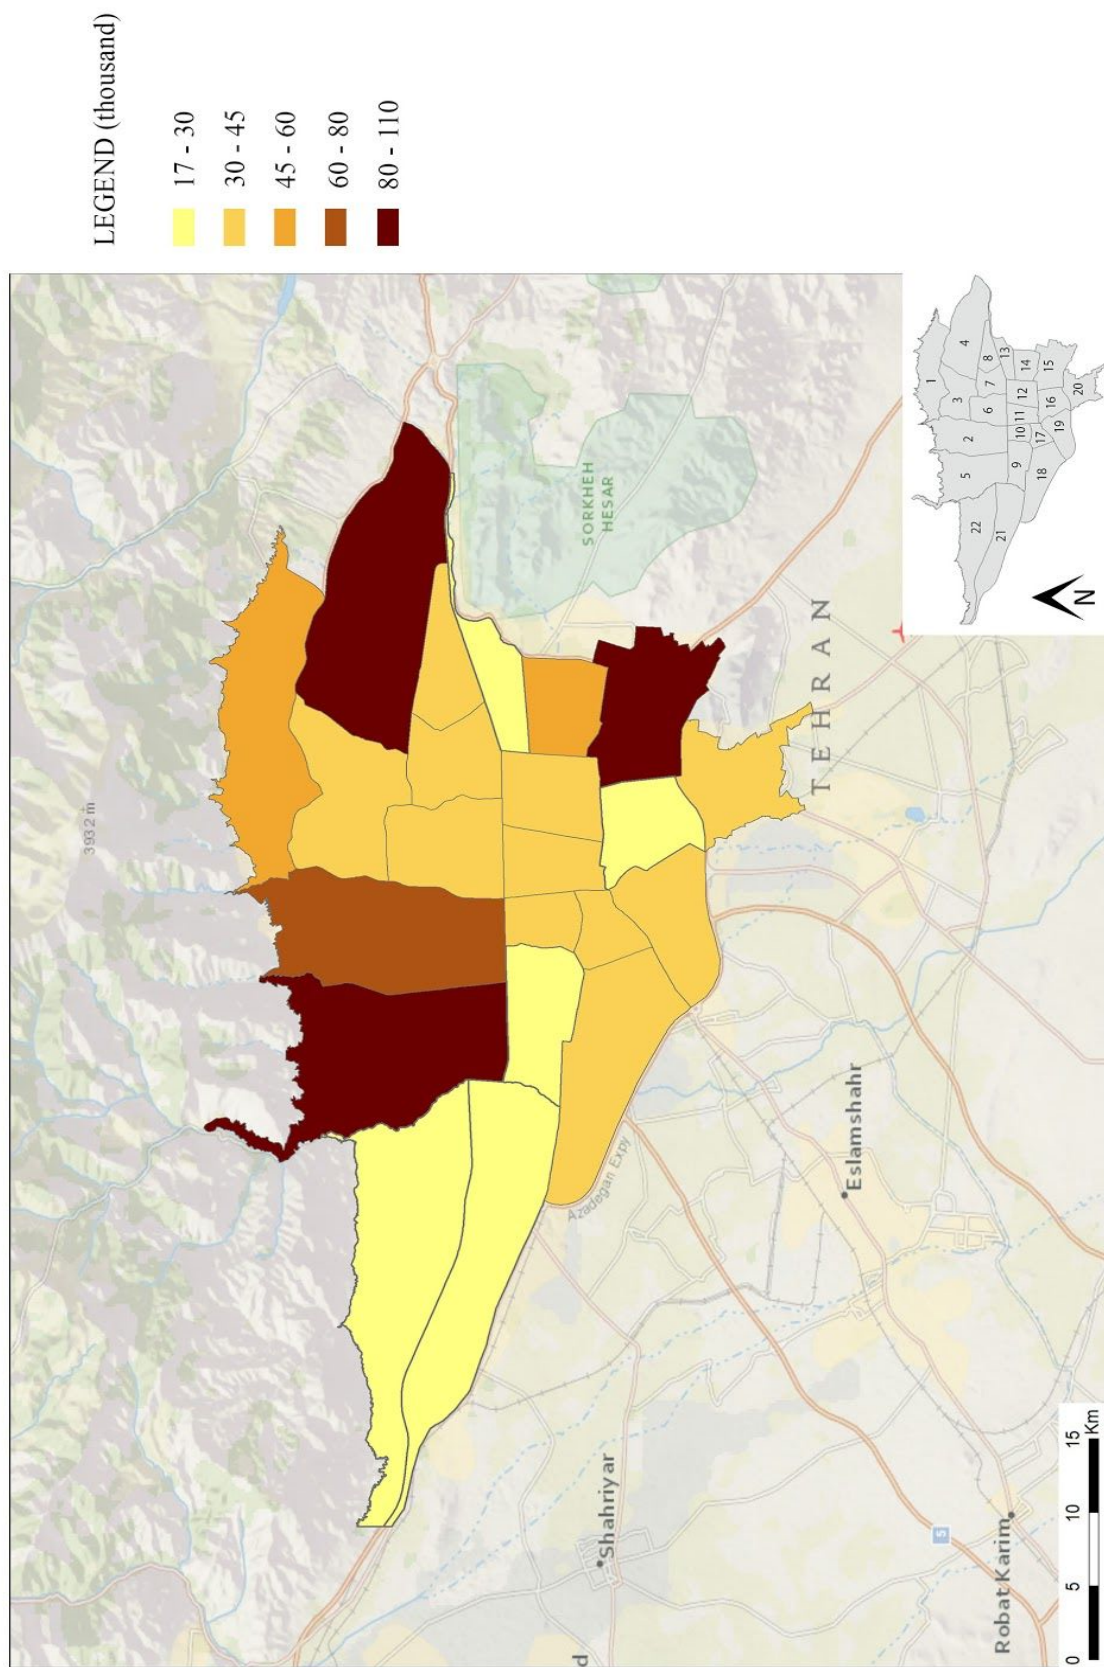 LEGEND (thousand)
17 - 30
30 - 45
45 - 60
60 - 80
80 - 110
3932 m
SORKHEH
HESAR
TEHRAN
Azadegan Expy
Eslamshahr
Shahriyar
Robat Karim
d
5
0 5 10 15
Km
N
1
2
3
4
5
6
7
8
9
10
11
12
13
14
15
16
17
18
19
20
21
22